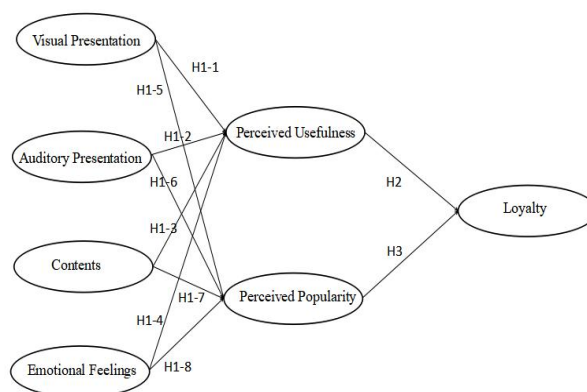 Visual Presentation
H1-1
H1-5
Auditory Presentation
H1-2
Perceived Usefulness
H1-6
H2
Loyalty
H1-3
H3
Contents
H1-7
Perceived Popularity
H1-4
Emotional Feelings
H1-8